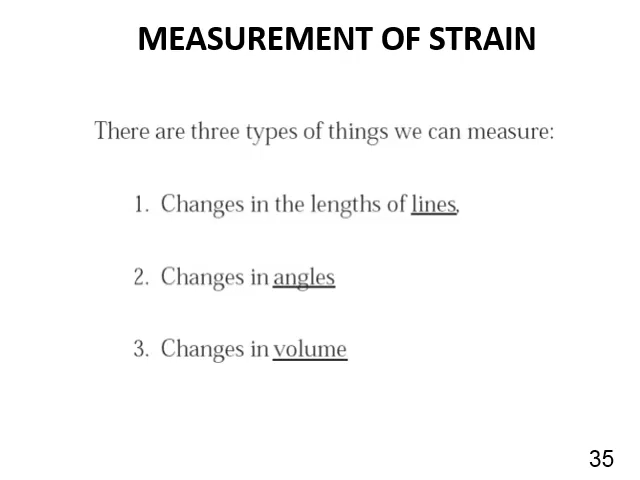 MEASUREMENT OF STRAIN
There are three types of things we can measure:
1. Changes in the lengths of lines,
2. Changes in angles
3. Changes in volume
35